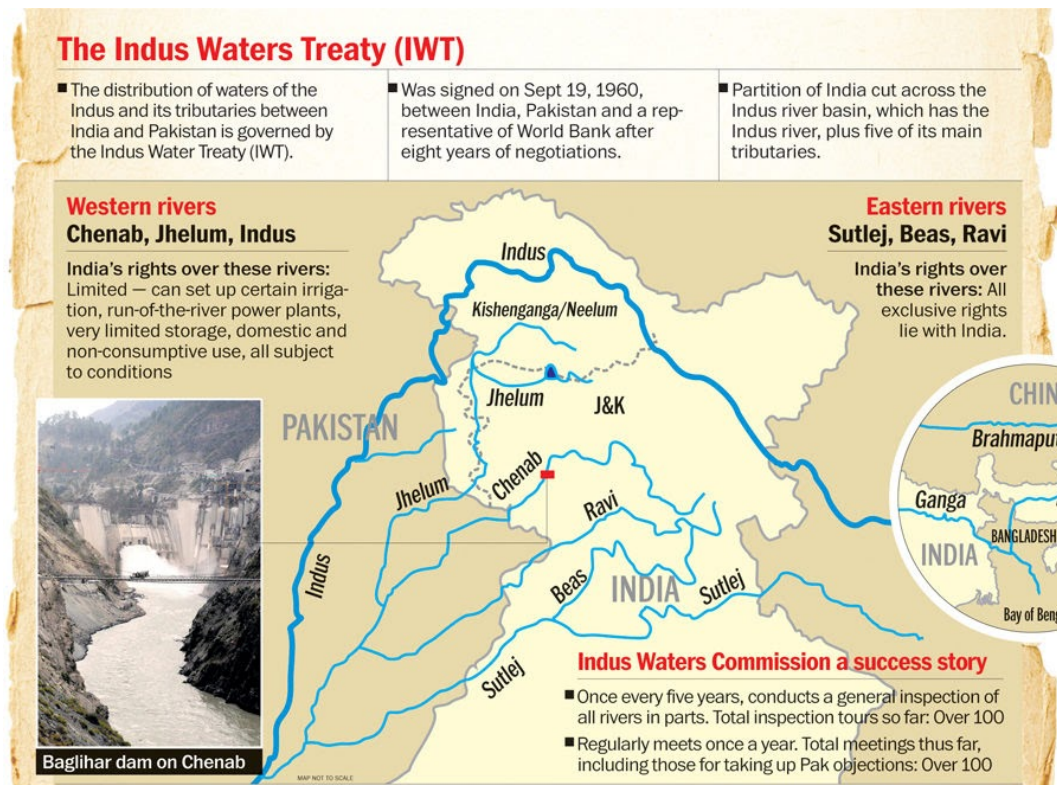 The Indus Waters Treaty (IWT)
■ The distribution of waters of the
Indus and its tributaries between
India and Pakistan is governed by
the Indus Water Treaty (IWT).
■ Was signed on Sept 19, 1960,
between India, Pakistan and a rep-
resentative of World Bank after
eight years of negotiations.
■ Partition of India cut across the
Indus river basin, which has the
Indus river, plus five of its main
tributaries.
Western rivers
Chenab, Jhelum, Indus
India's rights over these rivers:
Limited — can set up certain irriga-
tion, run-of-the-river power plants,
very limited storage, domestic and
non-consumptive use, all subject
to conditions
Eastern rivers
Sutlej, Beas, Ravi
India's rights over
these rivers: All
exclusive rights
lie with India.
Indus
Kishenganga/Neelum
Jhelum
J&K
PAKISTAN
Jhelum
Chenab
Ravi
Indus
Beas
INDIA
Sutlej
Sutlej
CHIN
Brahmaput
Ganga
BANGLADESH
INDIA
Bay of Beng
Baglihar dam on Chenab
MAP NOT TO SCALE
Indus Waters Commission a success story
■ Once every five years, conducts a general inspection of
all rivers in parts. Total inspection tours so far: Over 100
■ Regularly meets once a year. Total meetings thus far,
including those for taking up Pak objections: Over 100